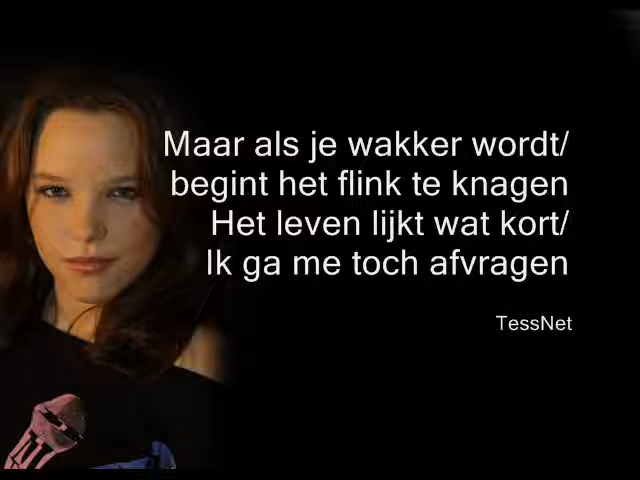 Maar als je wakker wordt/
begint het flink te knagen
Het leven lijkt wat kort/
Ik ga me toch afvragen
TessNet